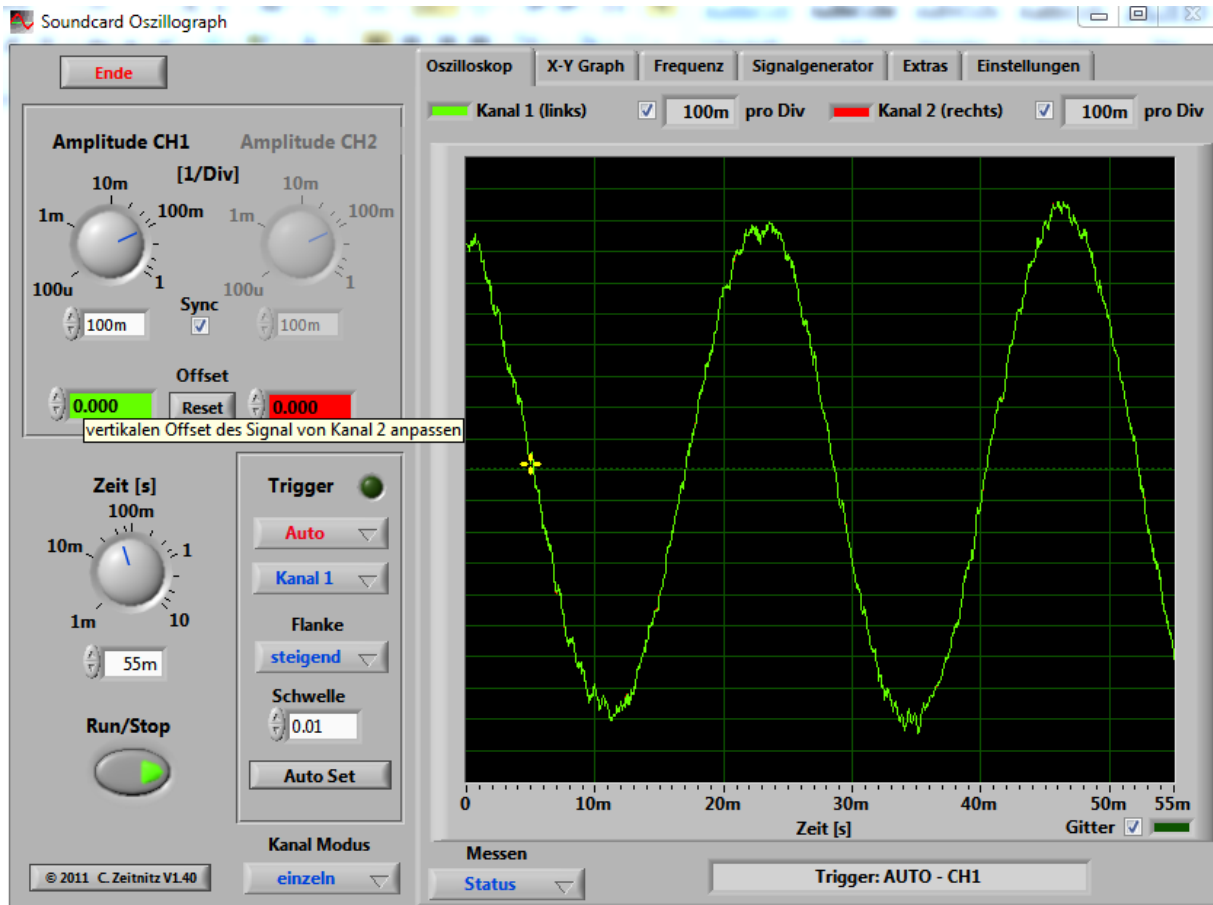 Soundcard Oszillograph
Ende
Amplitude CH1 Amplitude CH2
[1/Div]
10m 10m
1m 100m 1m 100m
100u 1 100u 1
Sync
100m 100m
Offset
0.000 Reset 0.000
vertikalen Offset des Signal von Kanal 2 anpassen
Zeit [s]
100m
10m 1
1m 10
55m
Run/Stop
© 2011 C. Zeitnitz V1.40
Trigger
Auto
Kanal 1
Flanke
steigend
Schwelle
0.01
Auto Set
Kanal Modus
einzeln
Oszilloskop X-Y Graph Frequenz Signalgenerator Extras Einstellungen
Kanal 1 (links) 100m pro Div Kanal 2 (rechts) 100m pro Div
0 10m 20m 30m 40m 50m 55m
Zeit [s]
Gitter
Messen
Status
Trigger: AUTO - CH1